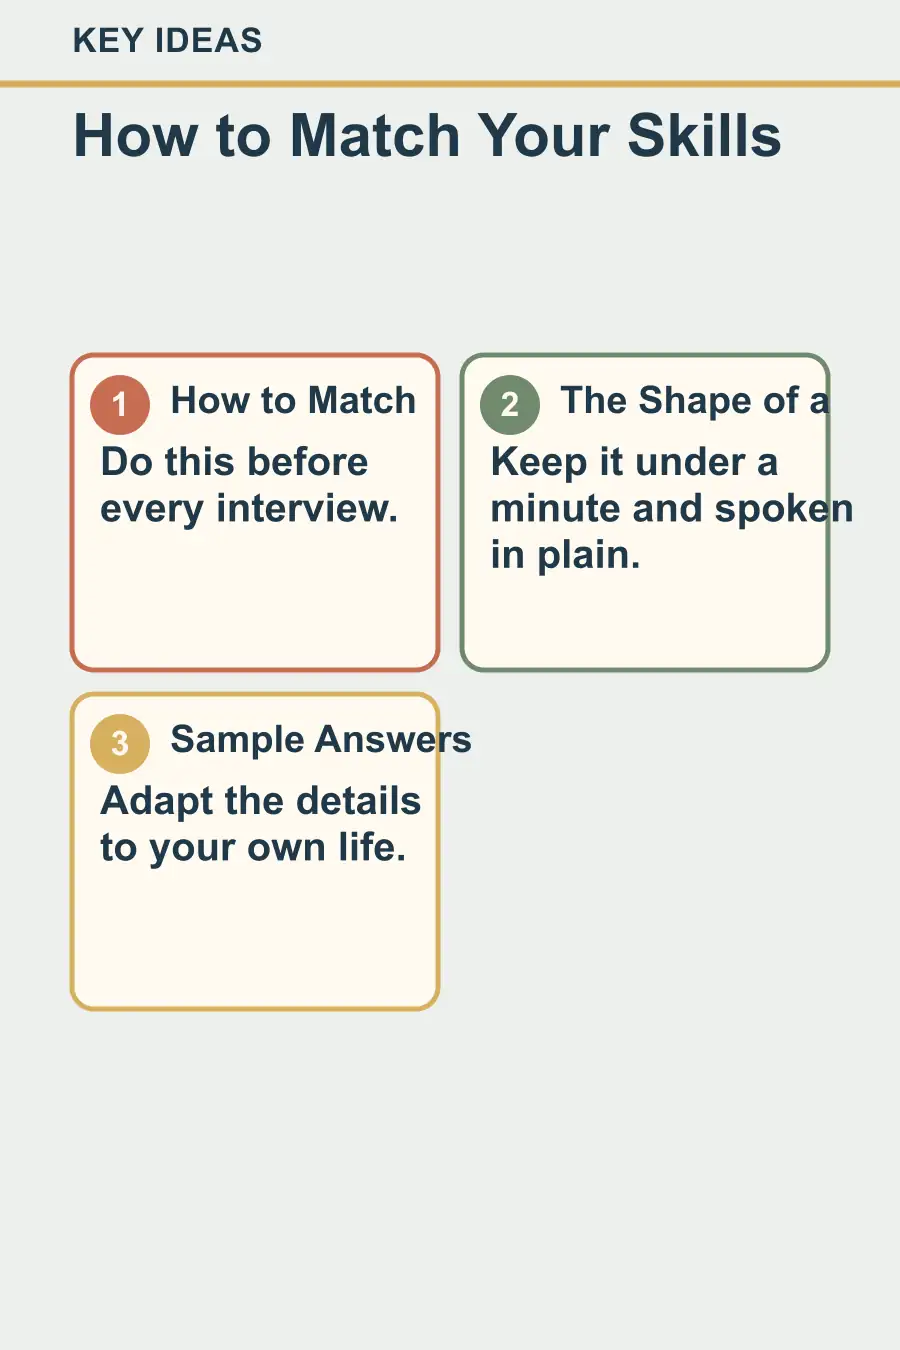 KEY IDEAS
How to Match Your Skills
1 How to Match
Do this before
every interview.
2 The Shape of a
Keep it under a
minute and spoken
in plain.
3 Sample Answers
Adapt the details
to your own life.